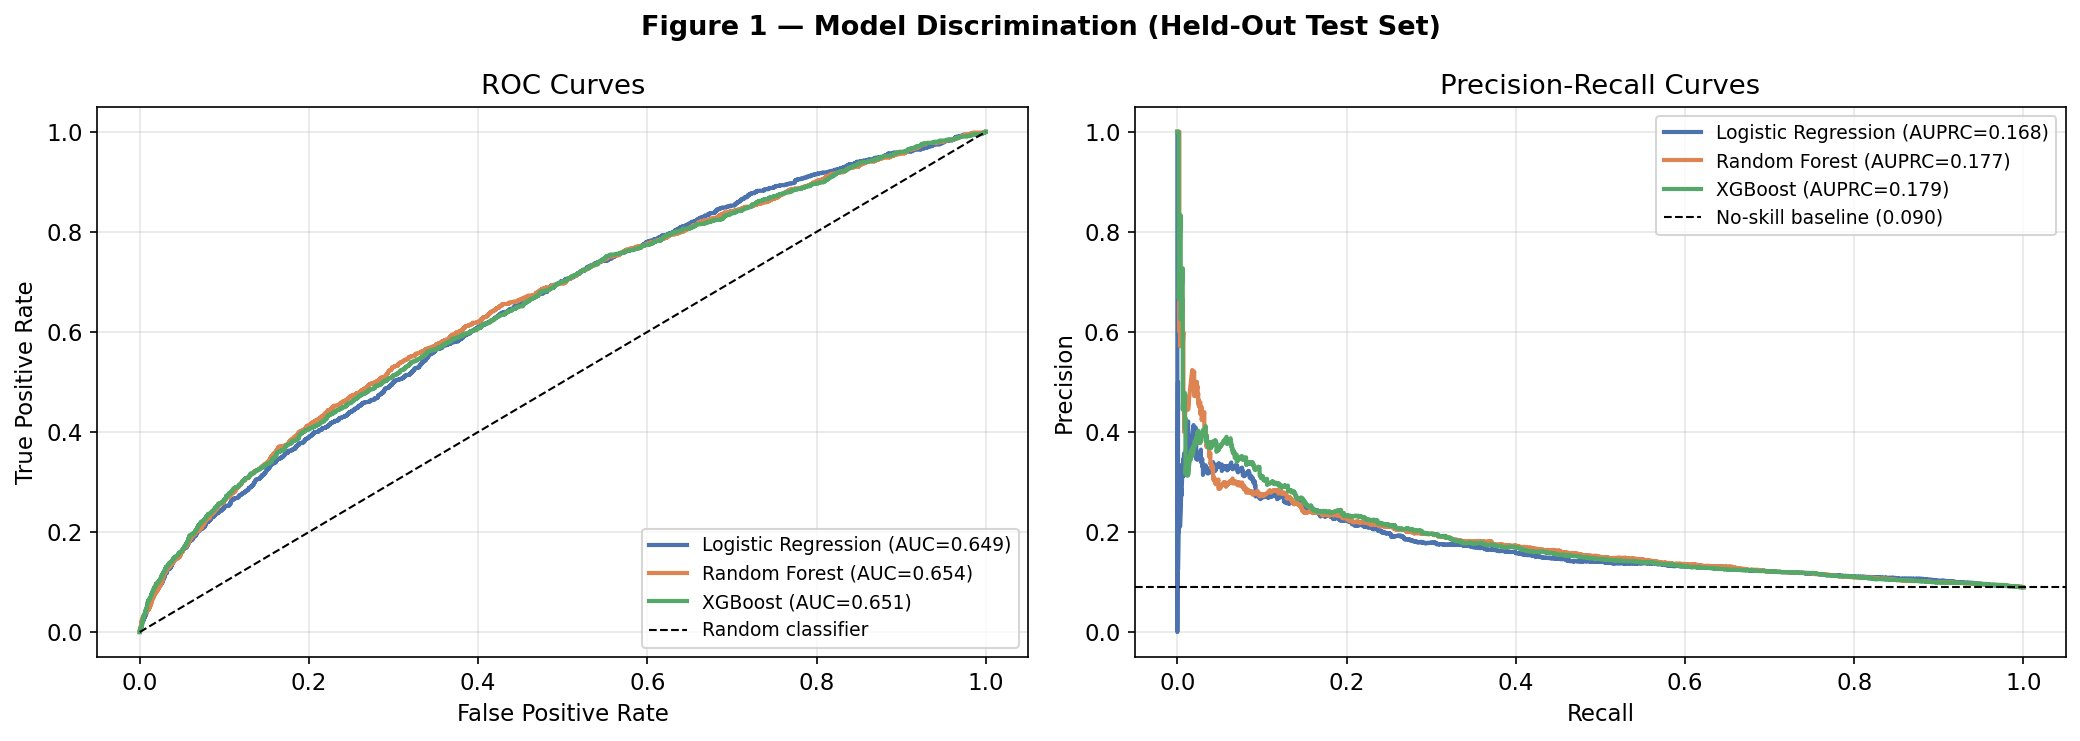 Figure 1 — Model Discrimination (Held-Out Test Set)
ROC Curves
True Positive Rate
1.0
0.8
0.6
0.4
0.2
0.0
Logistic Regression (AUC=0.649)
Random Forest (AUC=0.654)
XGBoost (AUC=0.651)
Random classifier
0.0 0.2 0.4 0.6 0.8 1.0
False Positive Rate
Precision-Recall Curves
Precision
1.0
0.8
0.6
0.4
0.2
0.0
Logistic Regression (AUPRC=0.168)
Random Forest (AUPRC=0.177)
XGBoost (AUPRC=0.179)
No-skill baseline (0.090)
0.0 0.2 0.4 0.6 0.8 1.0
Recall